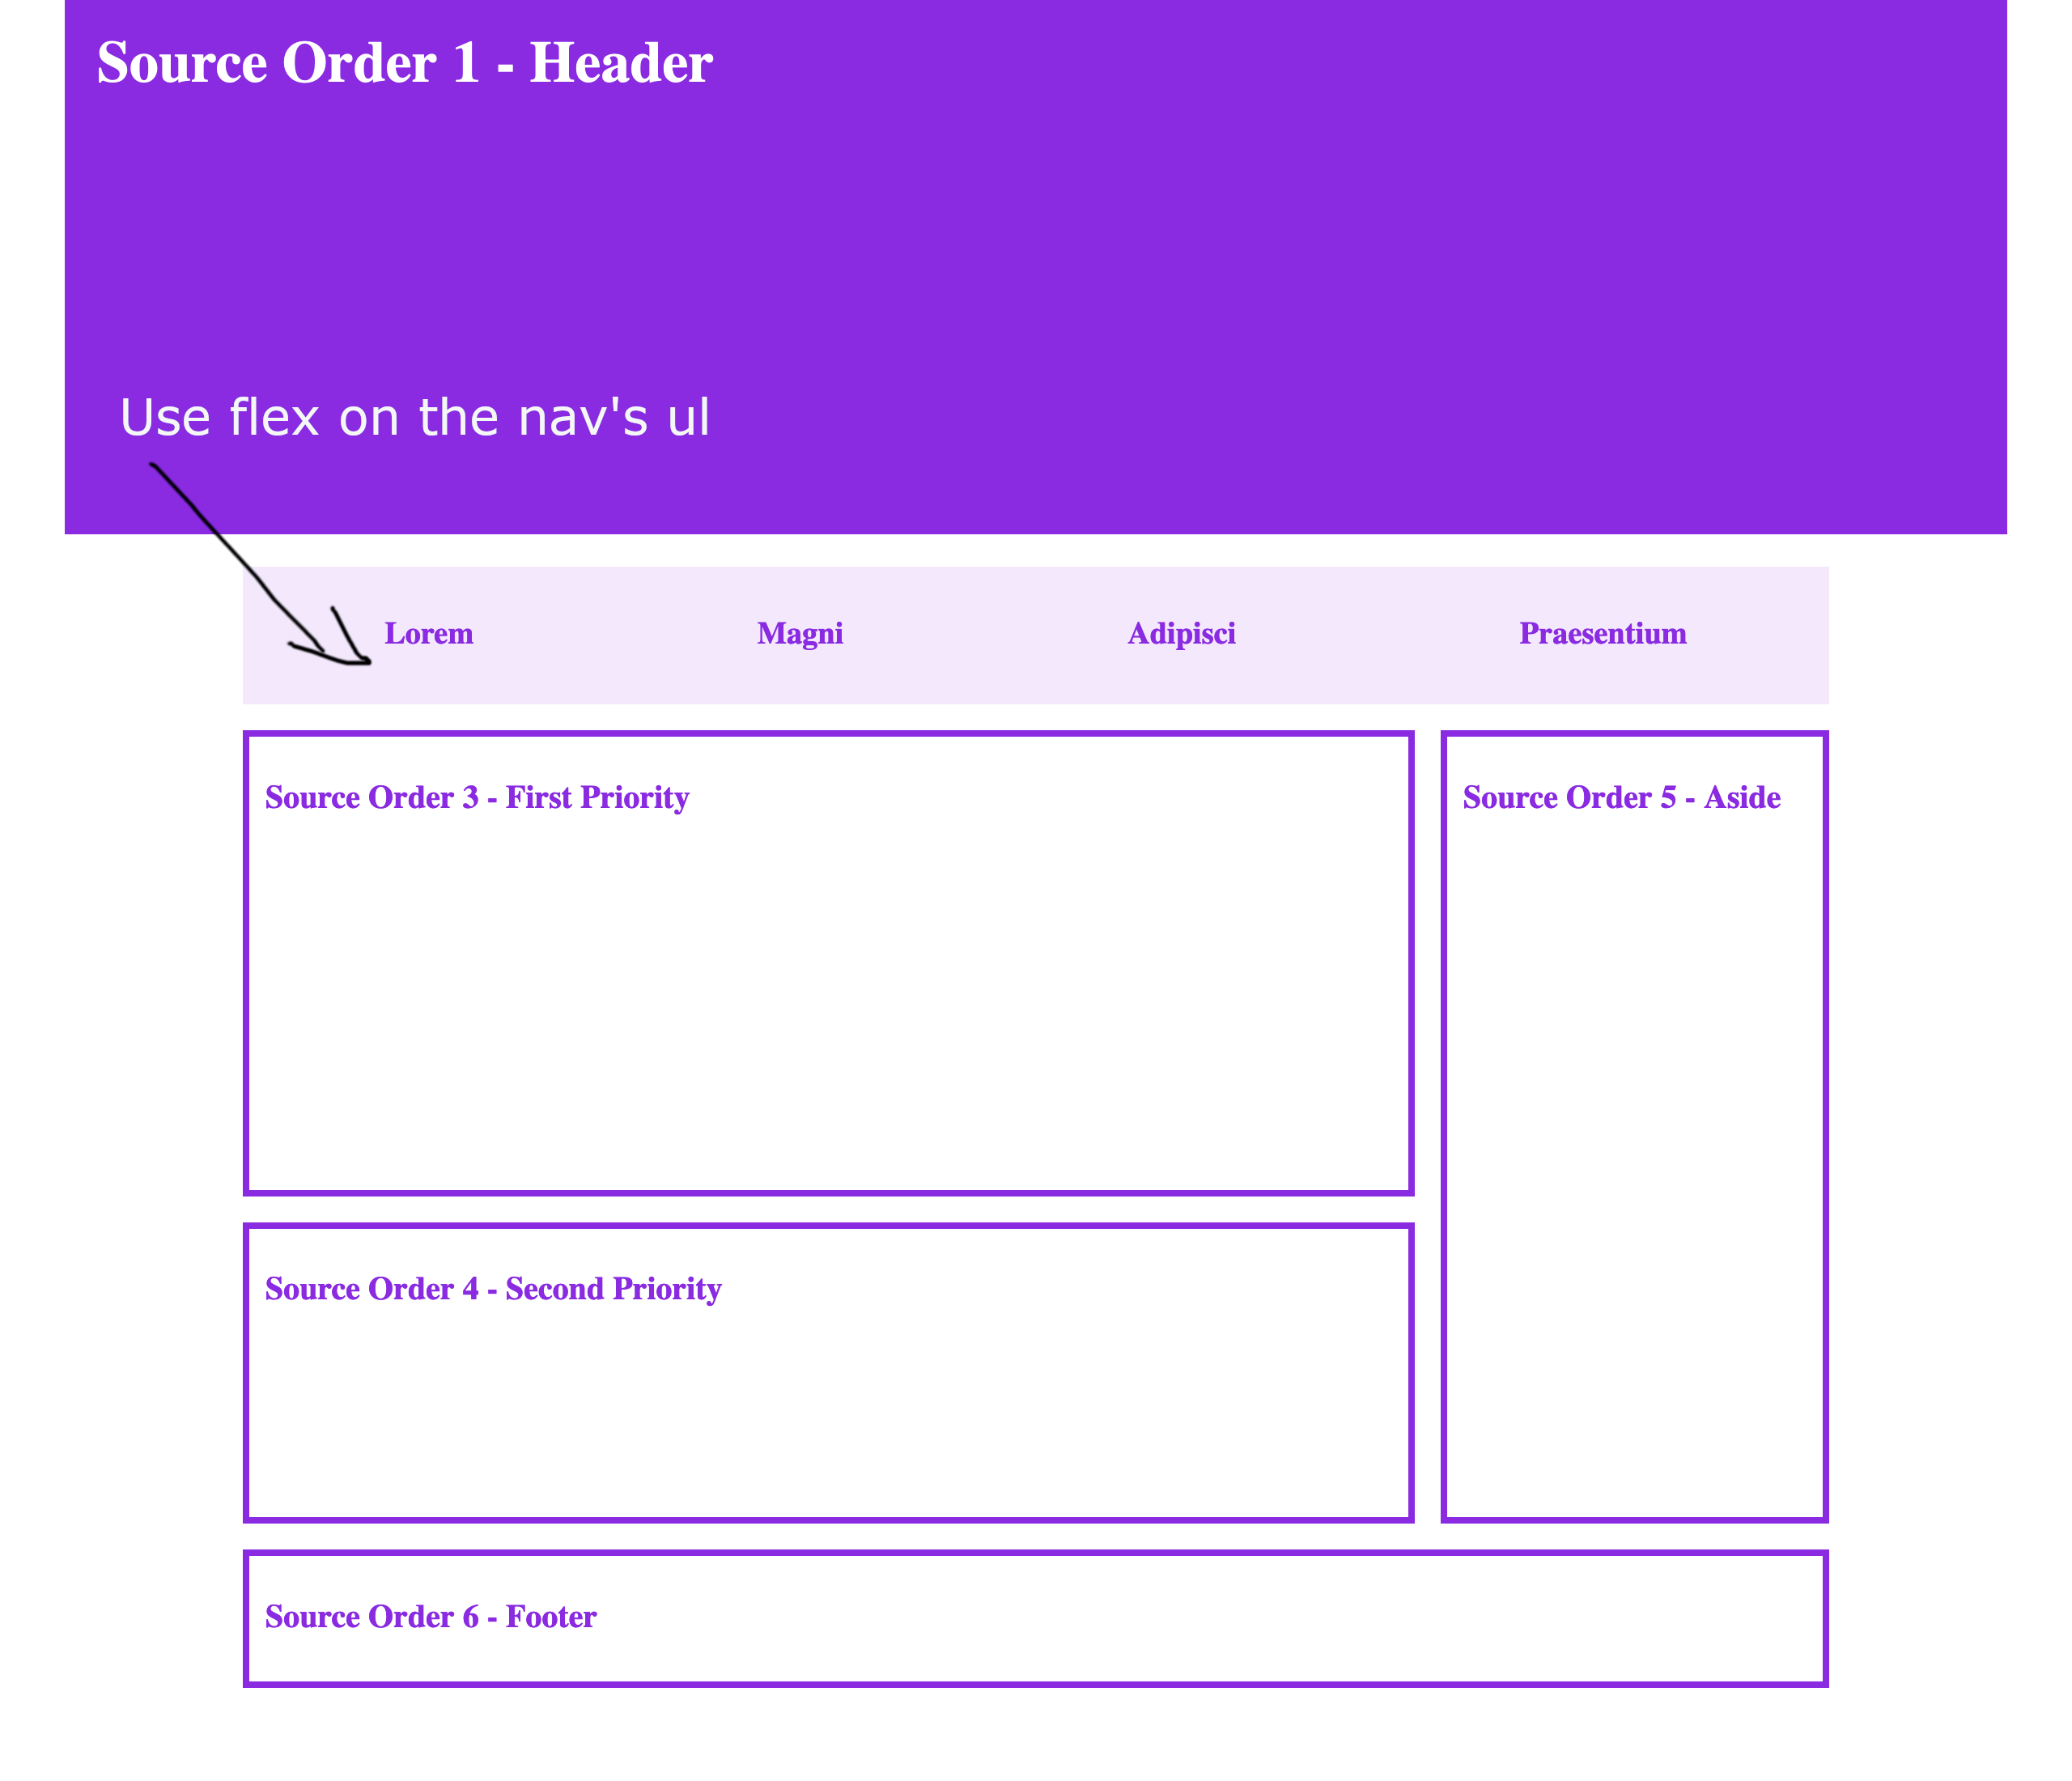 Source Order 1 - Header
Use flex on the nav's ul
Lorem Magni Adipisci Praesentium
Source Order 3 - First Priority
Source Order 5 - Aside
Source Order 4 - Second Priority
Source Order 6 - Footer